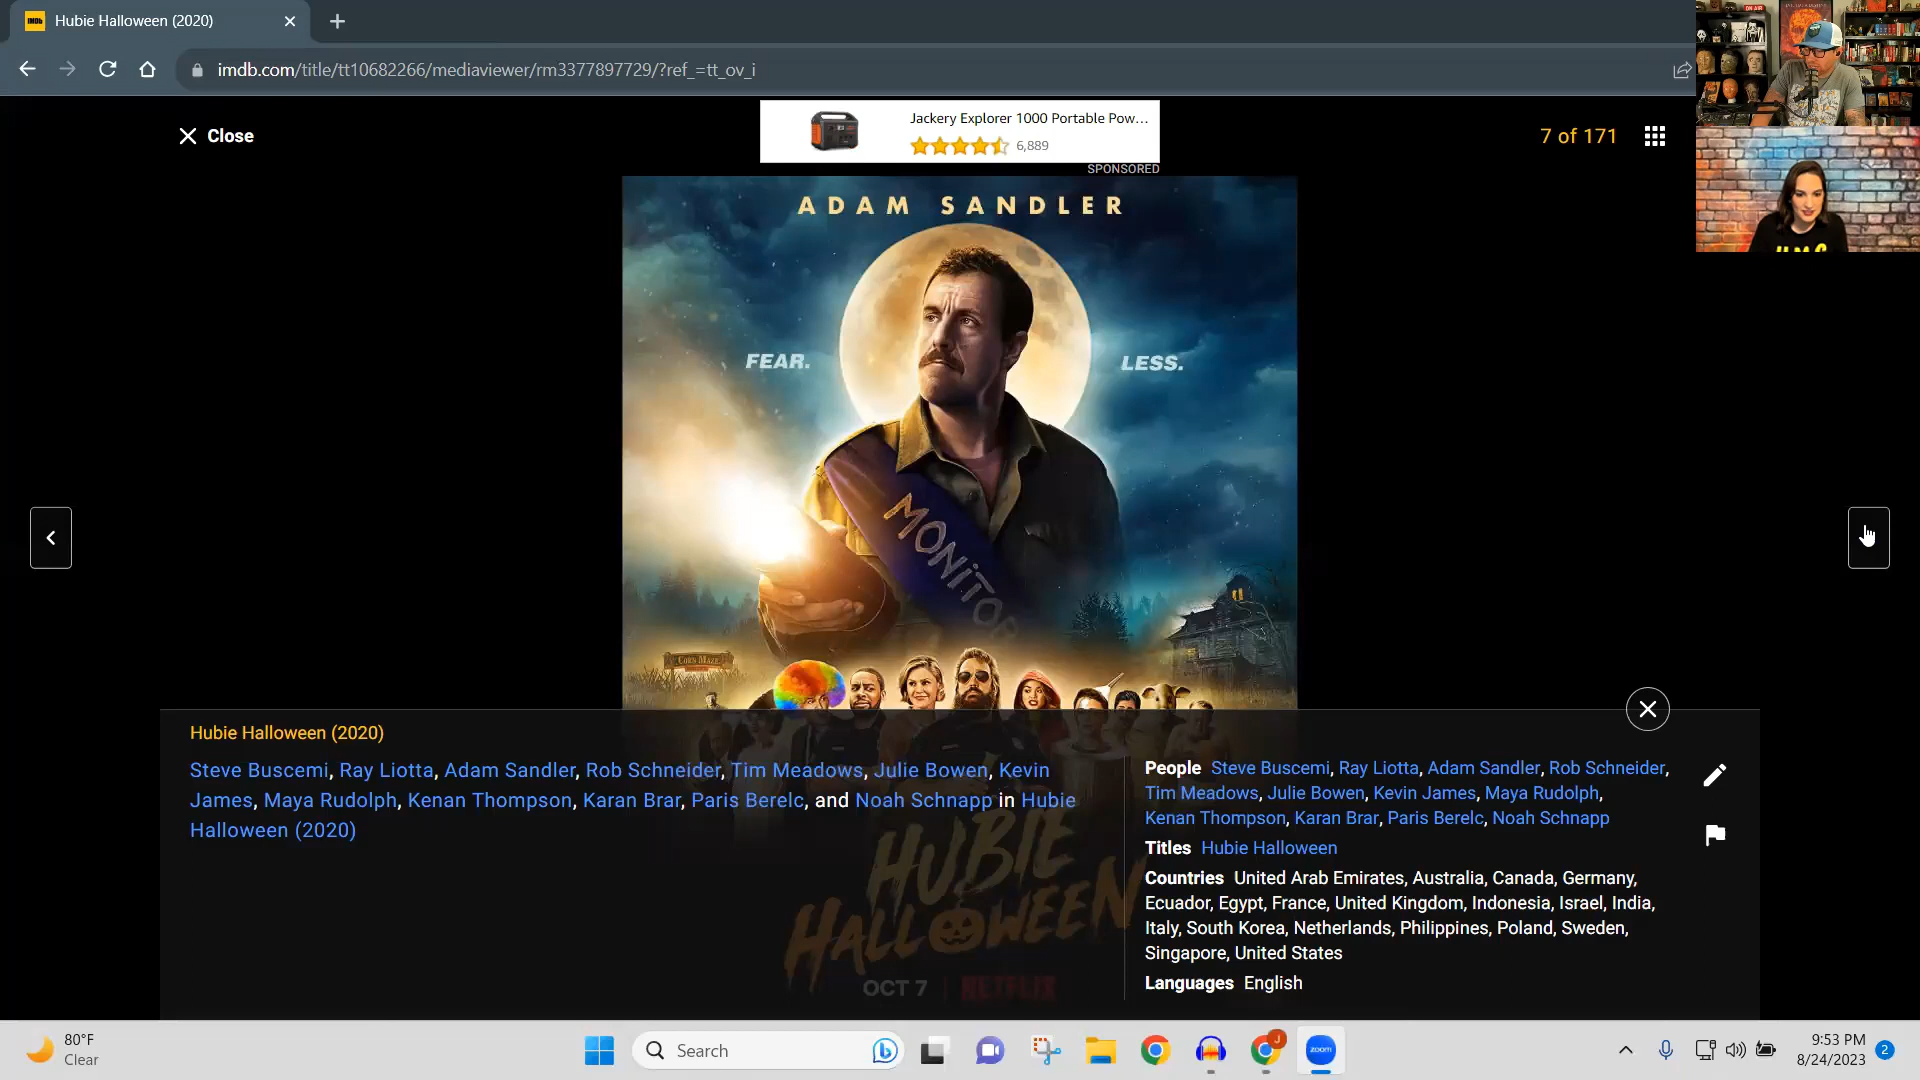 Hubie Halloween (2020)
imdb.com/title/tt10682266/mediaviewer/rm3377897729/?ref_=tt_ov_i
Close
Jackery Explorer 1000 Portable Pow…
6,889
SPONSORED
7 of 171
ADAM SANDLER
FEAR.
LESS.
MONITOR
CORN MAZE
Hubie Halloween (2020)
Steve Buscemi, Ray Liotta, Adam Sandler, Rob Schneider, Tim Meadows, Julie Bowen, Kevin
James, Maya Rudolph, Kenan Thompson, Karan Brar, Paris Berelc, and Noah Schnapp in Hubie
Halloween (2020)
HUBIE
HALLOWEEN
OCT 7
NETFLIX
People Steve Buscemi, Ray Liotta, Adam Sandler, Rob Schneider,
Tim Meadows, Julie Bowen, Kevin James, Maya Rudolph,
Kenan Thompson, Karan Brar, Paris Berelc, Noah Schnapp
Titles Hubie Halloween
Countries United Arab Emirates, Australia, Canada, Germany,
Ecuador, Egypt, France, United Kingdom, Indonesia, Israel, India,
Italy, South Korea, Netherlands, Philippines, Poland, Sweden,
Singapore, United States
Languages English
ON AIR
80°F
Clear
Search
zoom
J
9:53 PM
8/24/2023
2